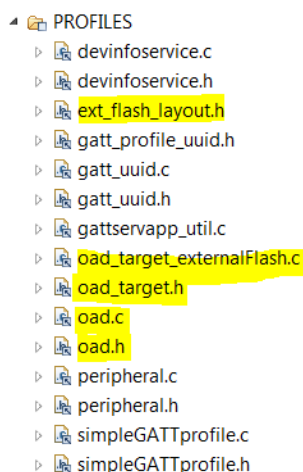 PROFILES
devinfoservice.c
devinfoservice.h
ext_flash_layout.h
gatt_profile_uuid.h
gatt_uuid.c
gatt_uuid.h
gattservapp_util.c
oad_target_externalFlash.c
oad_target.h
oad.c
oad.h
peripheral.c
peripheral.h
simpleGATTprofile.c
simpleGATTprofile.h